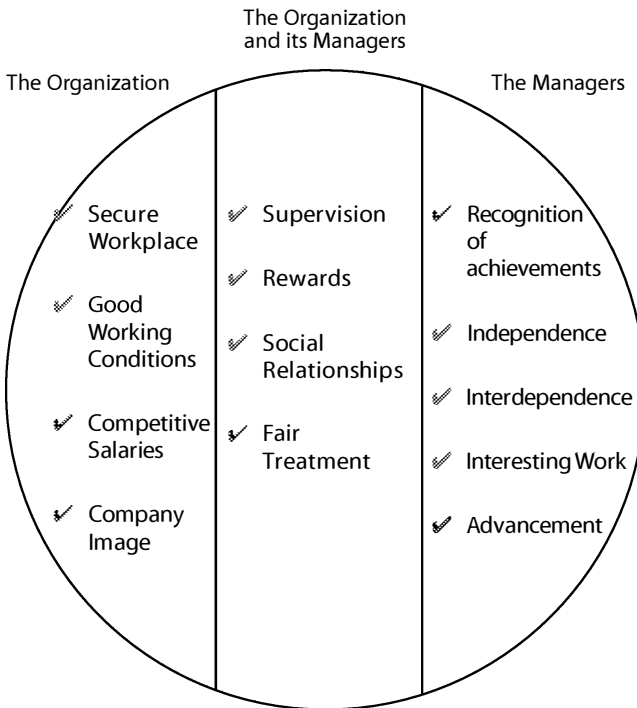 The Organization
and its Managers
The Organization
The Managers
Secure
Workplace
Good
Working
Conditions
Competitive
Salaries
Company
Image
Supervision
Rewards
Social
Relationships
Fair
Treatment
Recognition
of
achievements
Independence
Interdependence
Interesting Work
Advancement